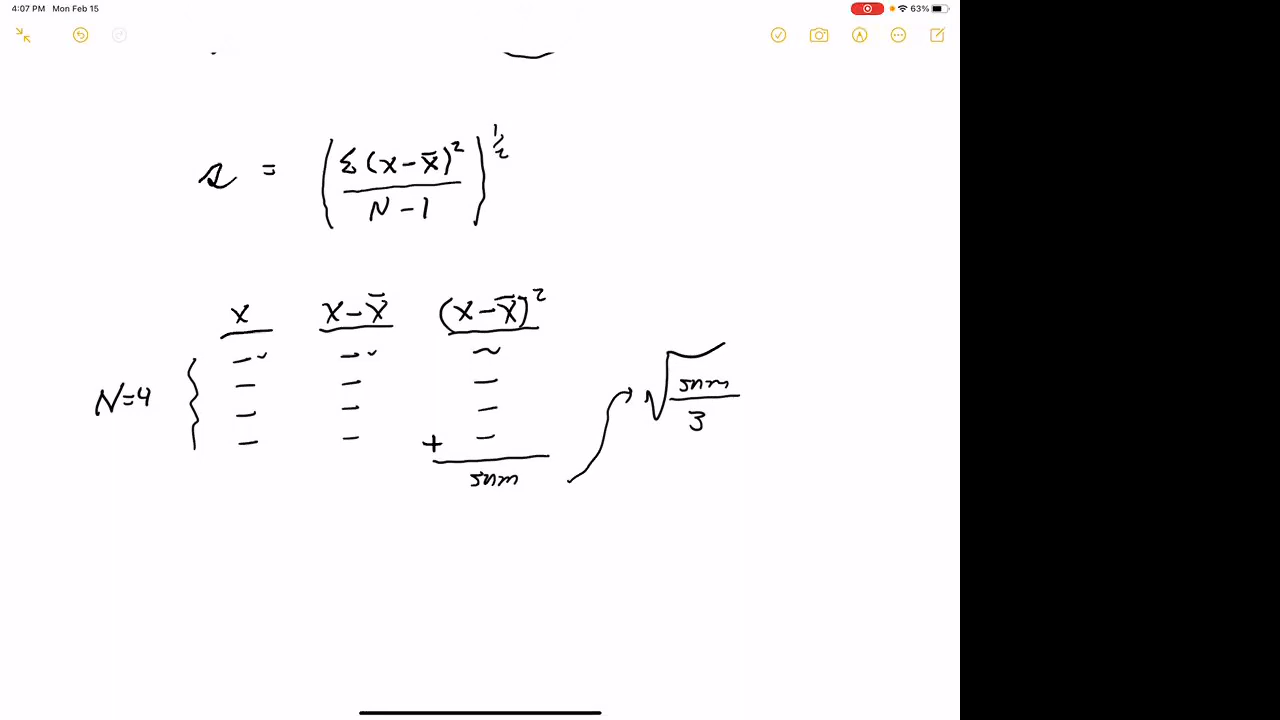 4:07 PM Mon Feb 15 63%
s = ( Σ(x - x̄)² / N - 1 )^1/2
x x - x̄ (x - x̄)²
N=4
+
sum
√ sum / 3